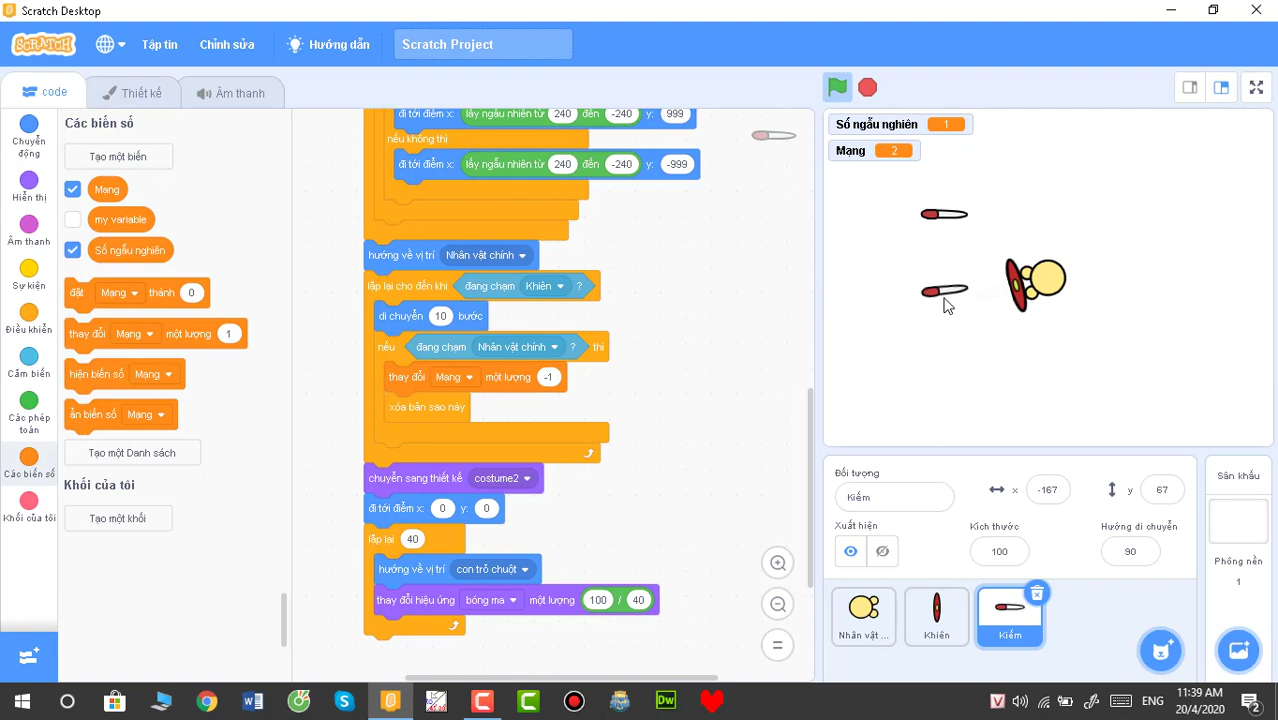 Scratch Desktop
SCRATCH
Tập tin
Chỉnh sửa
Hướng dẫn
Scratch Project
code
Thiết kế
Âm thanh
Chuyển động
Hiển thị
Âm thanh
Sự kiện
Điều khiển
Cảm biến
Các phép toán
Các biến số
Khối của tôi
Các biến số
Tạo một biến
Mạng
my variable
Số ngẫu nghiên
đặt Mạng thành 0
thay đổi Mạng một lượng 1
hiện biến số Mạng
ẩn biến số Mạng
Tạo một Danh sách
Khối của tôi
Tạo một khối
đi tới điểm x: lấy ngẫu nhiên từ 240 đến -240 y: 999
nếu không thì
đi tới điểm x: lấy ngẫu nhiên từ 240 đến -240 y: -999
hướng về vị trí Nhân vật chính
lặp lại cho đến khi đang chạm Khiên ?
di chuyển 10 bước
nếu đang chạm Nhân vật chính ? thì
thay đổi Mạng một lượng -1
xóa bản sao này
chuyển sang thiết kế costume2
đi tới điểm x: 0 y: 0
lặp lại 40
hướng về vị trí con trỏ chuột
thay đổi hiệu ứng bóng ma một lượng 100 / 40
Số ngẫu nghiên 1
Mạng 2
Đối tượng
Kiếm
x -167
y 67
Xuất hiện
Kích thước
100
Hướng di chuyển
90
Nhân vật ...
Khiên
Kiếm
Sân khấu
Phông nền
1
ENG
11:39 AM
20/4/2020
2